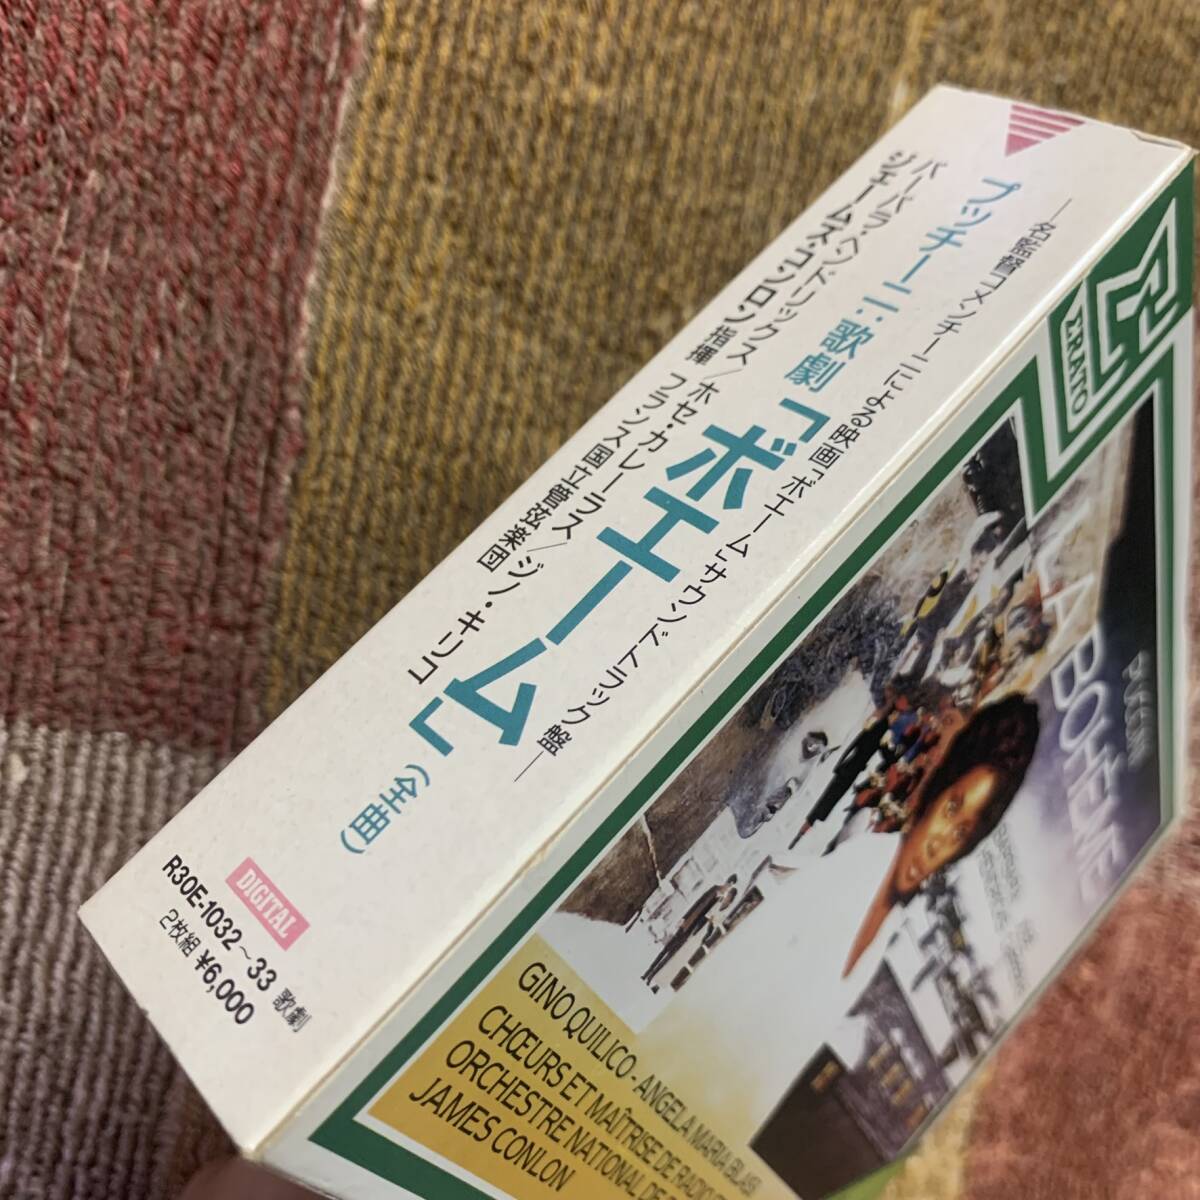 ―名監督コメンチーニによる映画「ボエーム」サウンドトラック盤―
プッチーニ:歌劇「ボエーム」(全曲)
バーバラ・ヘンドリックス/ホセ・カレーラス/ジノ・キリコ
ジェームズ・コンロン指揮 フランス国立管弦楽団
DIGITAL
R30E-1032~33 歌劇
2枚組 ¥6,000
ERATO
PUCCINI
LA BOHÈME
GINO QUILICO - ANGELA MARIA BLASI
CHŒURS ET MAÎTRISE DE RADIO
ORCHESTRE NATIONAL DE
JAMES CONLON